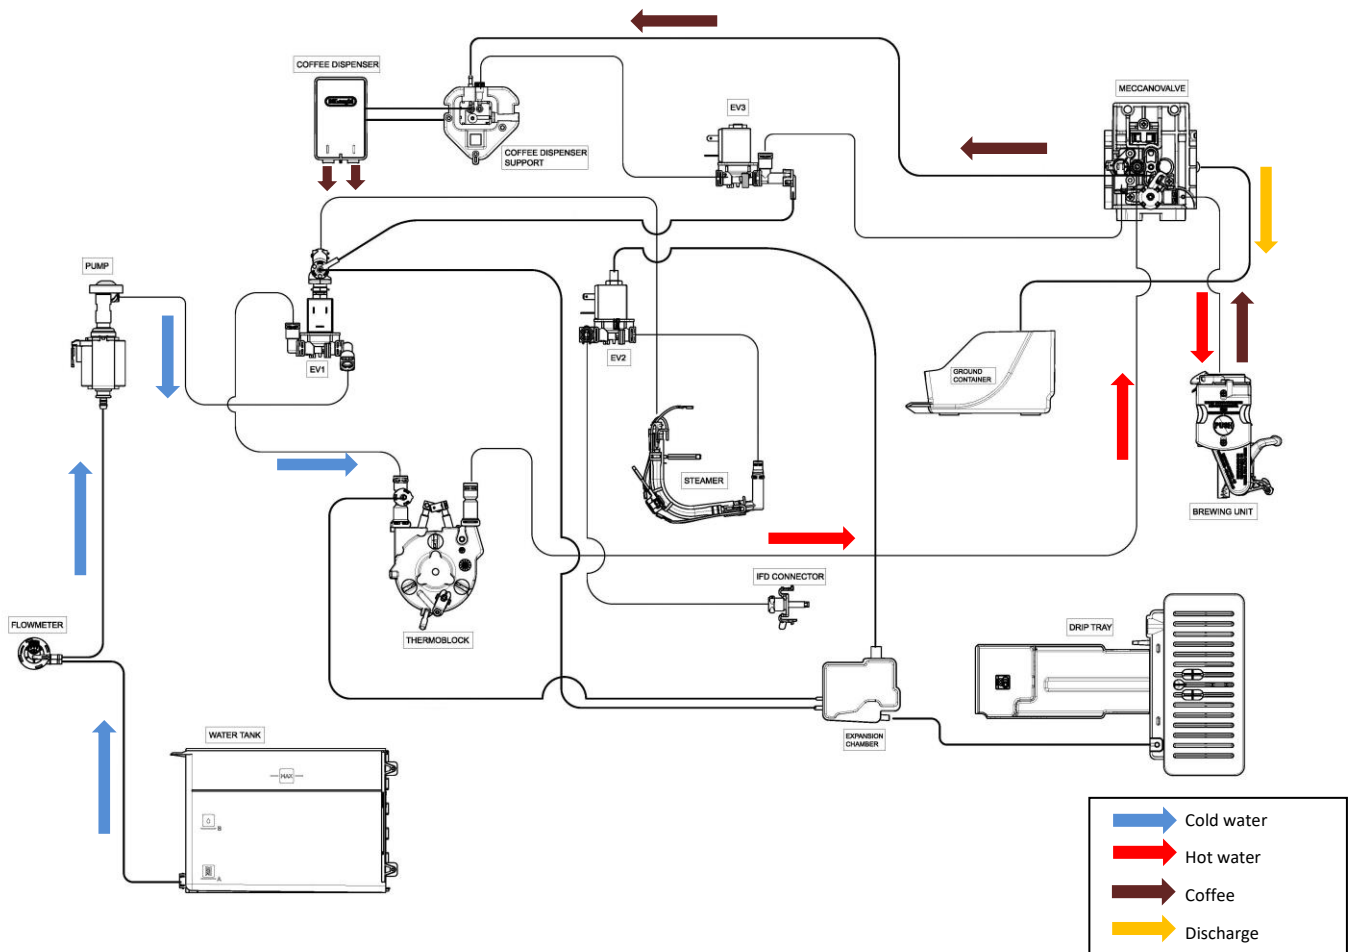 COFFEE DISPENSER
MECCANOVALVE
EV3
COFFEE DISPENSER
SUPPORT
PUMP
EV1
EV2
GROUND
CONTAINER
PUSH
STEAMER
BREWING UNIT
IFD CONNECTOR
FLOWMETER
THERMOBLOCK
DRIP TRAY
WATER TANK
EXPANSION
CHAMBER
MAX
B
A
Cold water
Hot water
Coffee
Discharge